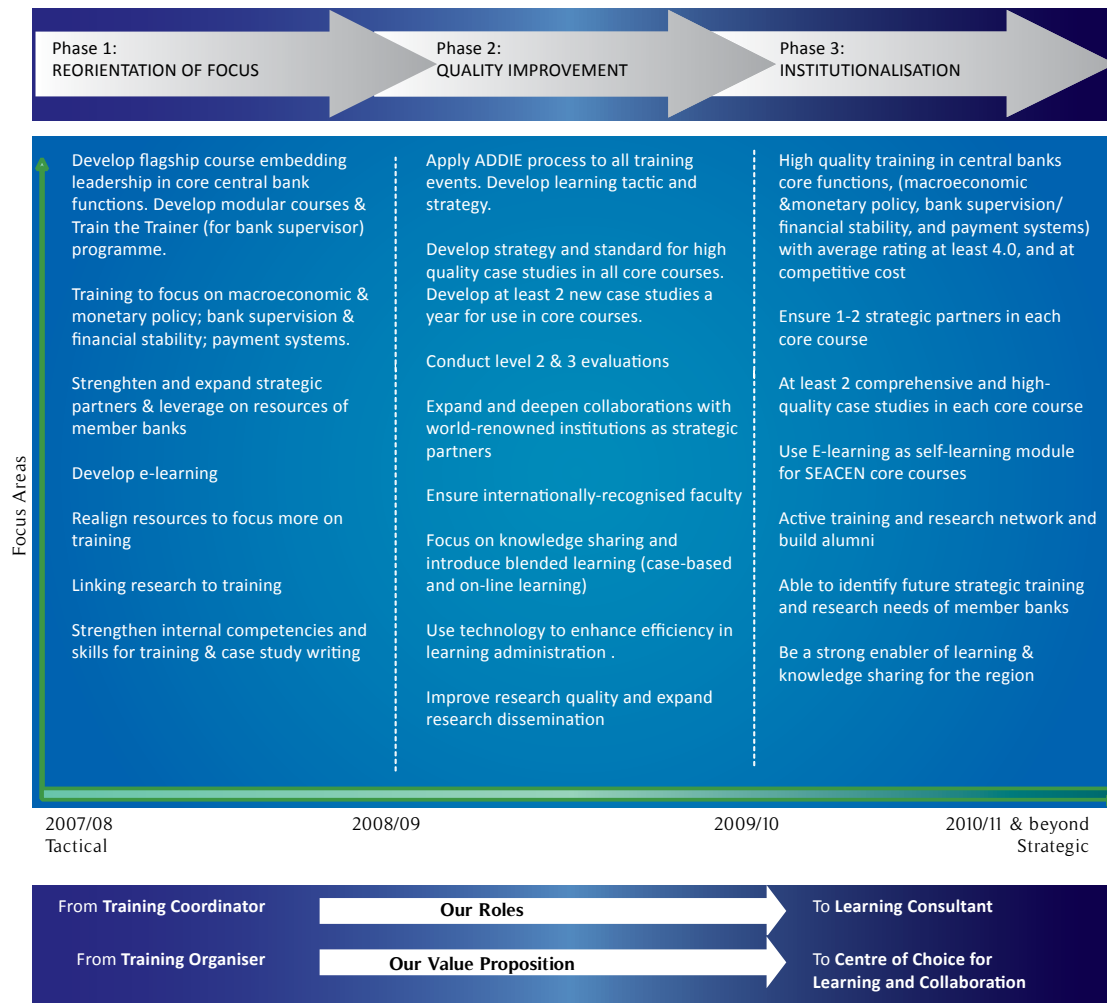 Phase 1:
REORIENTATION OF FOCUS
Phase 2:
QUALITY IMPROVEMENT
Phase 3:
INSTITUTIONALISATION
Focus Areas
Develop flagship course embedding
leadership in core central bank
functions. Develop modular courses &
Train the Trainer (for bank supervisor)
programme.
Training to focus on macroeconomic &
monetary policy; bank supervision &
financial stability; payment systems.
Strenghten and expand strategic
partners & leverage on resources of
member banks
Develop e-learning
Realign resources to focus more on
training
Linking research to training
Strengthen internal competencies and
skills for training & case study writing
Apply ADDIE process to all training
events. Develop learning tactic and
strategy.
Develop strategy and standard for high
quality case studies in all core courses.
Develop at least 2 new case studies a
year for use in core courses.
Conduct level 2 & 3 evaluations
Expand and deepen collaborations with
world-renowned institutions as strategic
partners
Ensure internationally-recognised faculty
Focus on knowledge sharing and
introduce blended learning (case-based
and on-line learning)
Use technology to enhance efficiency in
learning administration .
Improve research quality and expand
research dissemination
High quality training in central banks
core functions, (macroeconomic
&monetary policy, bank supervision/
financial stability, and payment systems)
with average rating at least 4.0, and at
competitive cost
Ensure 1-2 strategic partners in each
core course
At least 2 comprehensive and high-
quality case studies in each core course
Use E-learning as self-learning module
for SEACEN core courses
Active training and research network and
build alumni
Able to identify future strategic training
and research needs of member banks
Be a strong enabler of learning &
knowledge sharing for the region
2007/08
Tactical
2008/09
2009/10
2010/11 & beyond
Strategic
From Training Coordinator
Our Roles
To Learning Consultant
From Training Organiser
Our Value Proposition
To Centre of Choice for
Learning and Collaboration